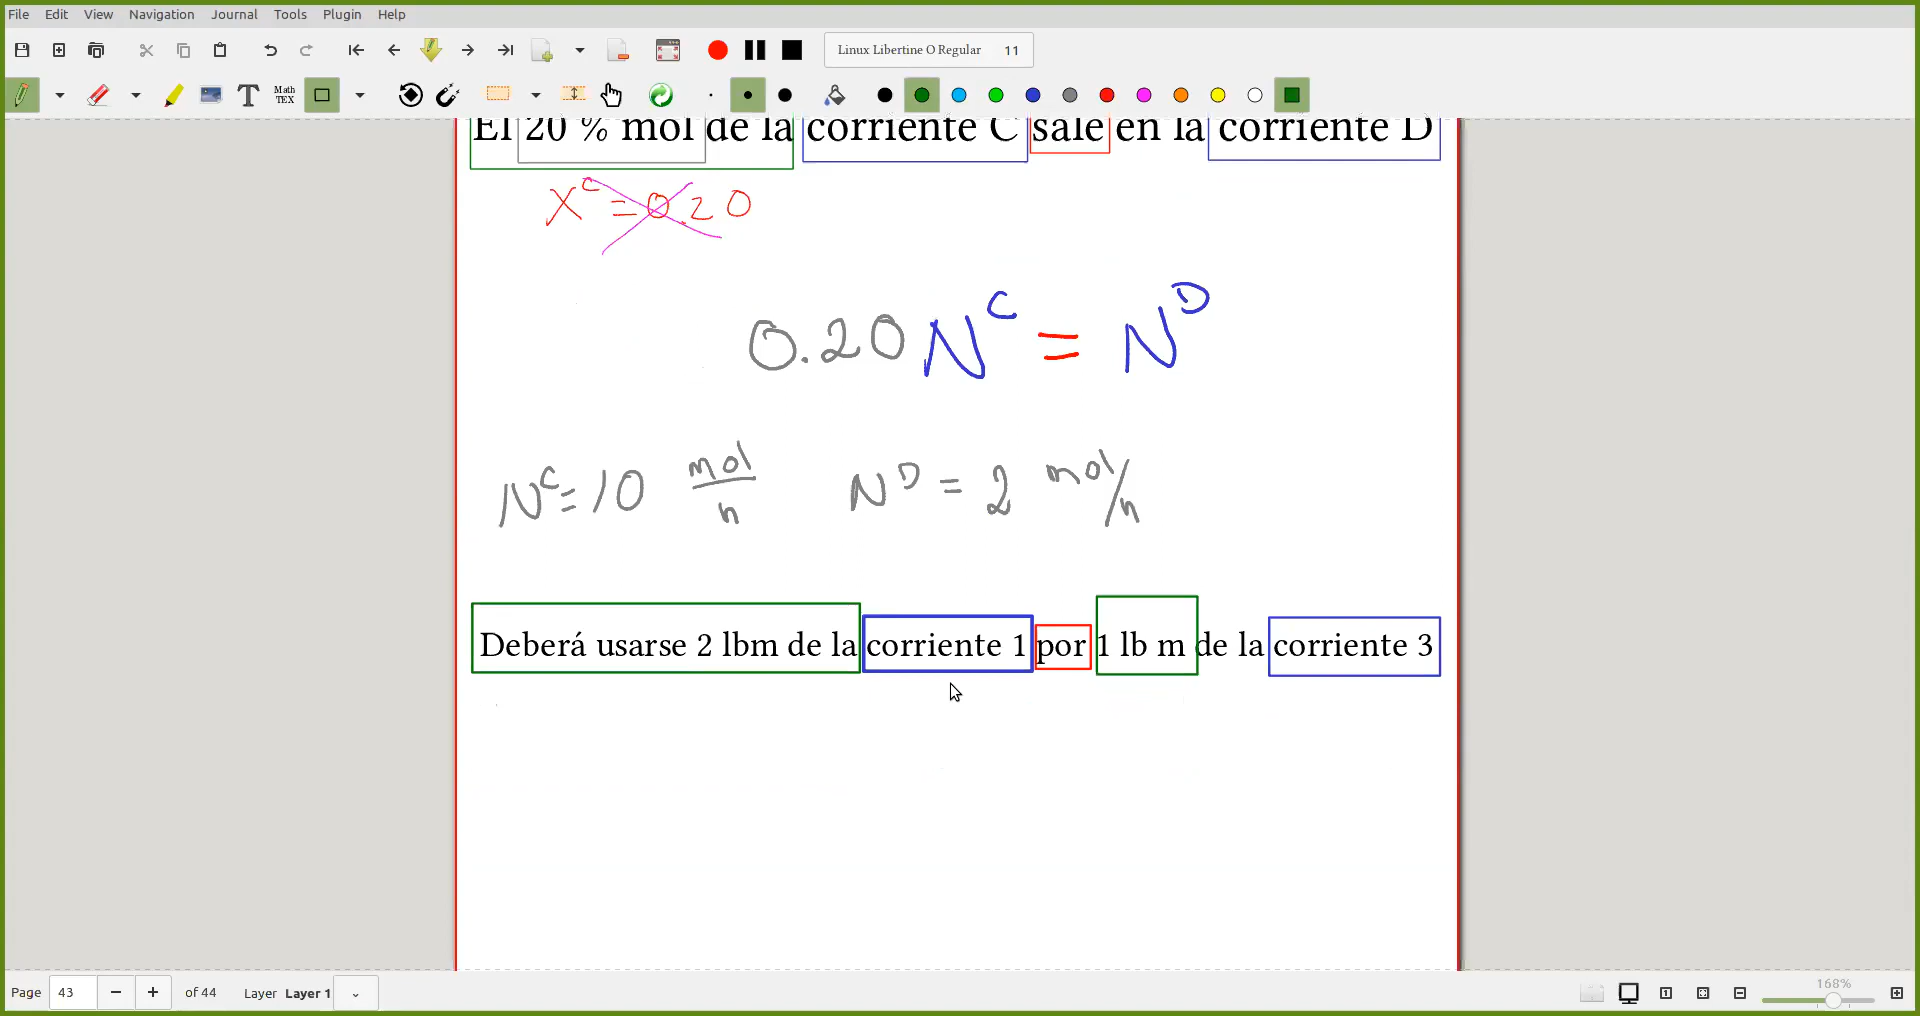 File Edit View Navigation Journal Tools Plugin Help
Linux Libertine O Regular 11
T Math TEX
El 20 % mol de la corriente C sale en la corriente D
X^C = 0.20
0.20 N^C = N^D
N^C = 10 mol/h N^D = 2 mol/h
Deberá usarse 2 lbm de la corriente 1 por 1 lb m de la corriente 3
Page 43 − + of 44 Layer Layer 1 168%